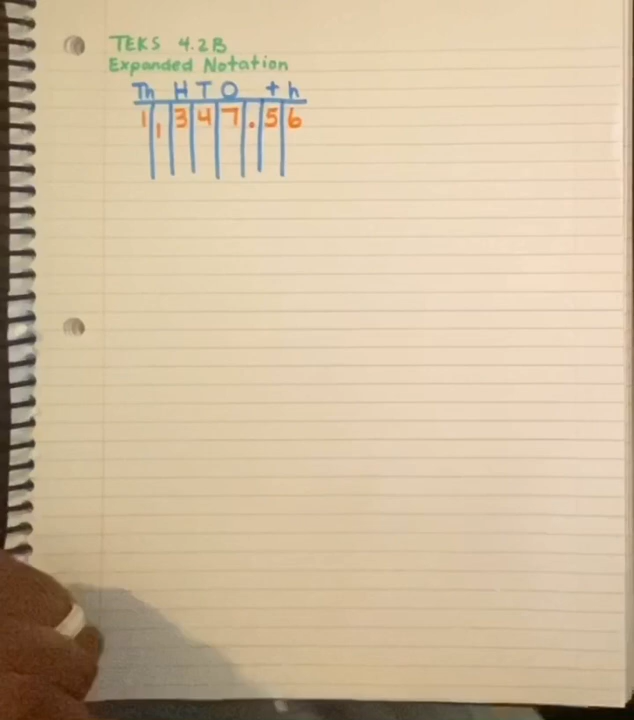 TEKS 4.2B
Expanded Notation
Th H T O t h
1,347.56